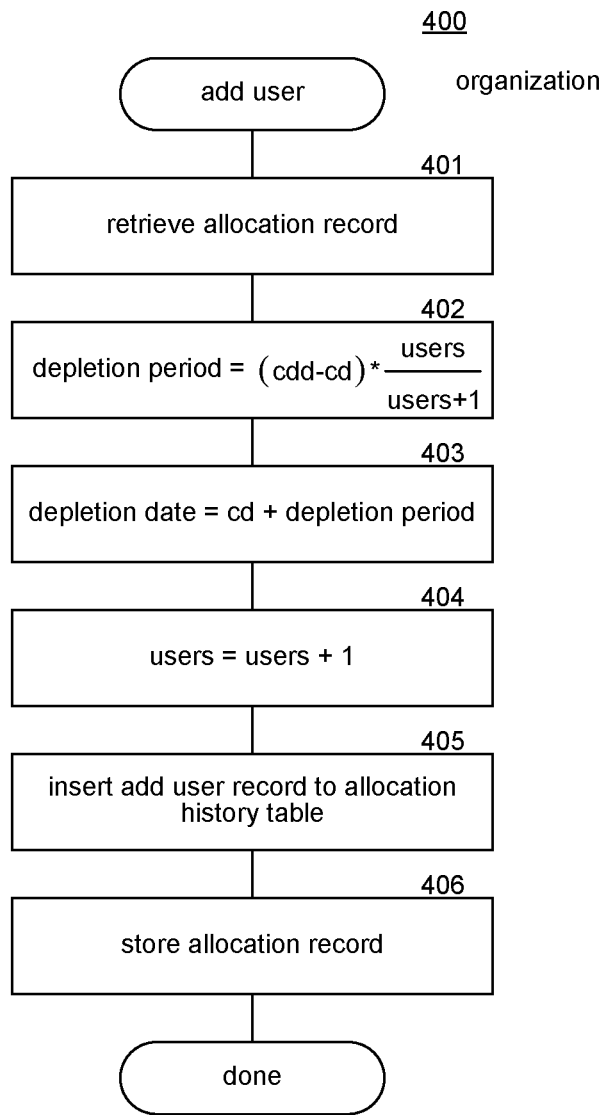 400
add user
organization
401
retrieve allocation record
402
depletion period = (cdd-cd)*users/users+1
403
depletion date = cd + depletion period
404
users = users + 1
405
insert add user record to allocation
history table
406
store allocation record
done